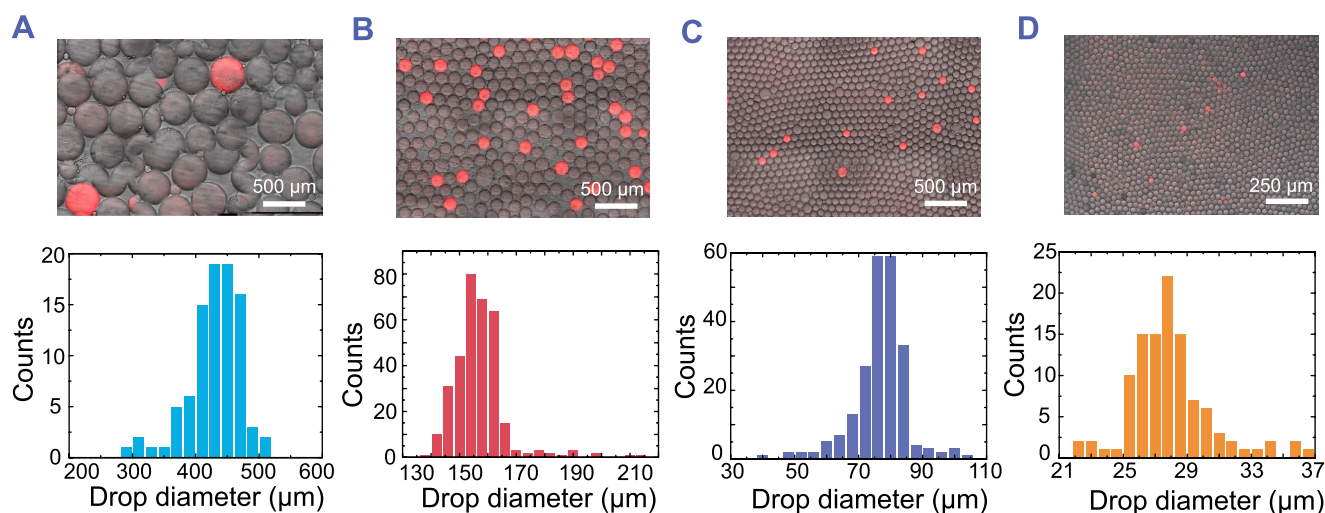 A
B
C
D
500 µm
500 µm
500 µm
250 µm
20
15
10
5
0
Counts
200
300
400
500
600
Drop diameter (µm)
80
60
40
20
0
Counts
130
150
170
190
210
Drop diameter (µm)
60
40
20
0
Counts
30
50
70
90
110
Drop diameter (µm)
25
20
15
10
5
0
Counts
21
25
29
33
37
Drop diameter (µm)